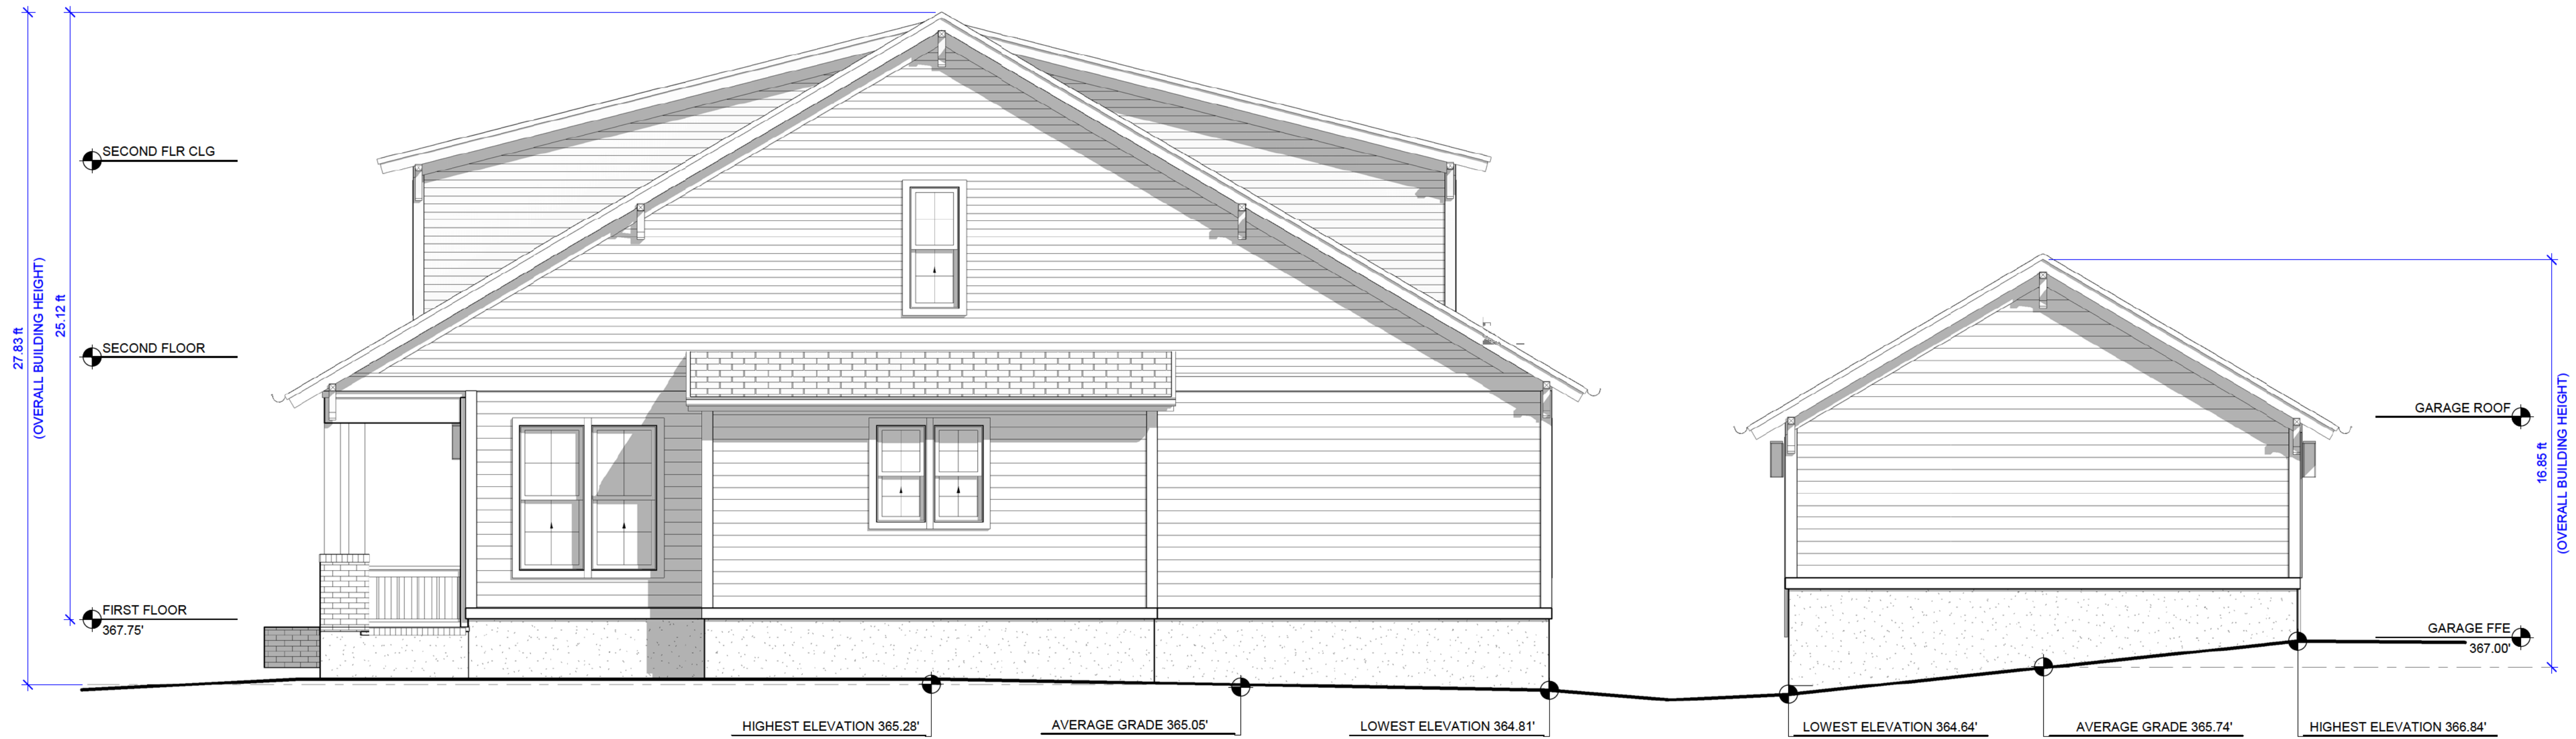 SECOND FLR CLG
27.83 ft
(OVERALL BUILDING HEIGHT)
25.12 ft
SECOND FLOOR
FIRST FLOOR
367.75'
GARAGE ROOF
16.85 ft
(OVERALL BUILDING HEIGHT)
GARAGE FFE
367.00'
HIGHEST ELEVATION 365.28'
AVERAGE GRADE 365.05'
LOWEST ELEVATION 364.81'
LOWEST ELEVATION 364.64'
AVERAGE GRADE 365.74'
HIGHEST ELEVATION 366.84'